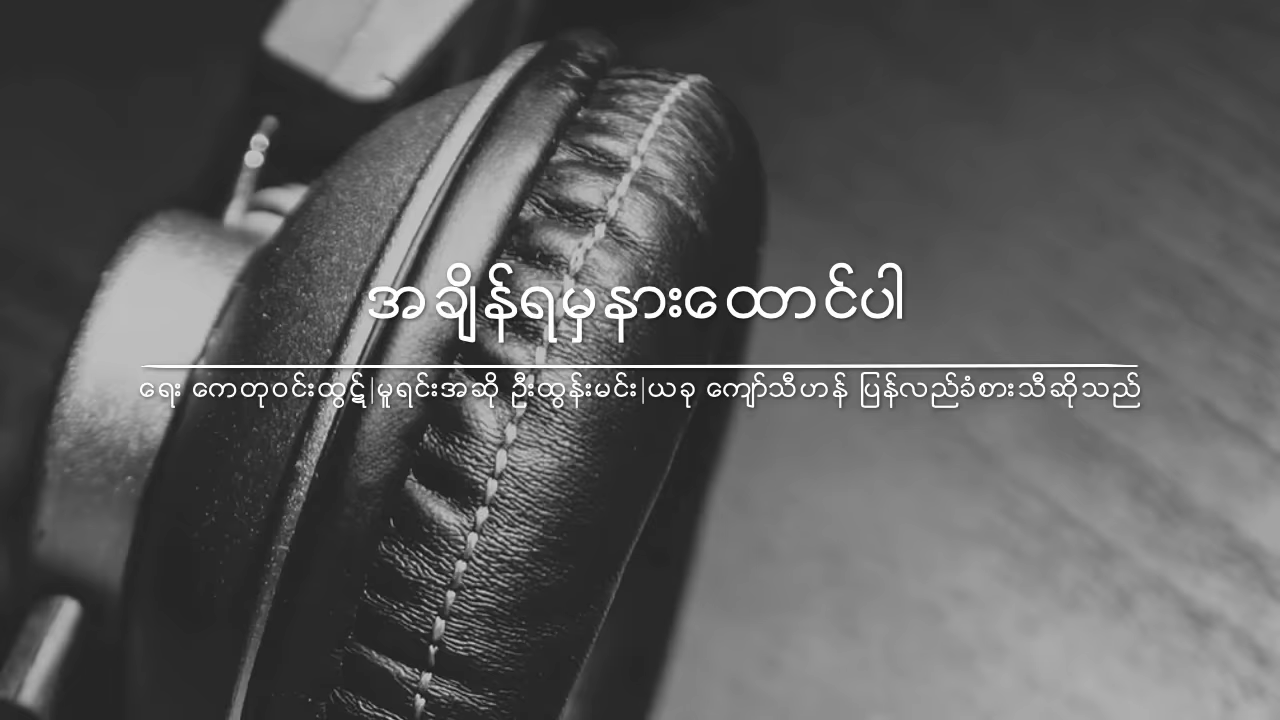 အချိန်ရမှနားထောင်ပါ
ရေး ကေတုဝင်းထွဋ်|မူရင်းအဆို ဦးထွန်းမင်း|ယခု ကျော်သီဟန် ပြန်လည်ခံစားသီဆိုသည်